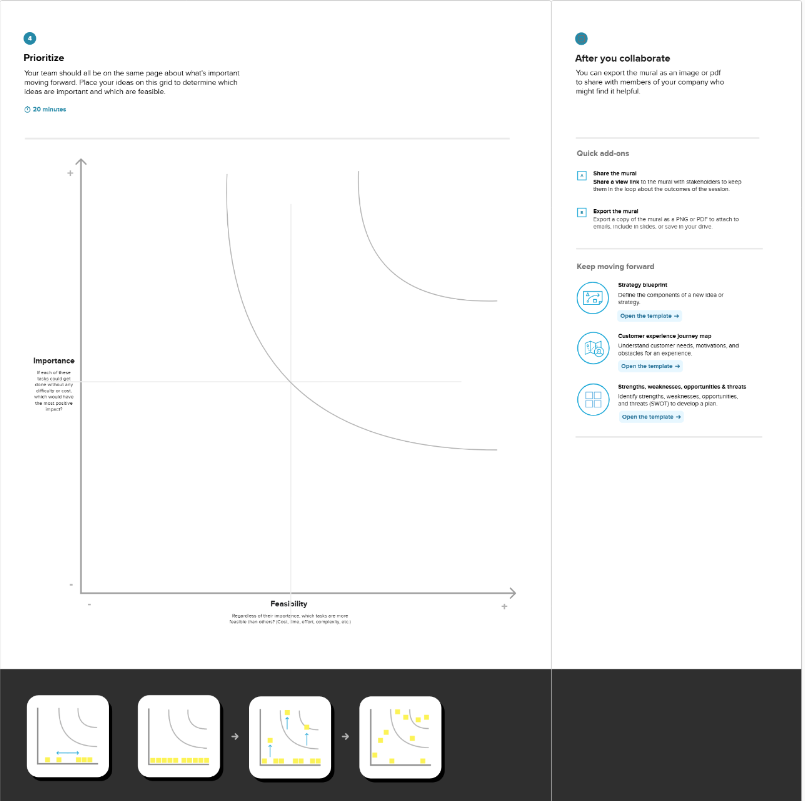 4
Prioritize
Your team should all be on the same page about what's important
moving forward. Place your ideas on this grid to determine which
ideas are important and which are feasible.
20 minutes
+
Importance
If each of these
tasks could get
done without any
difficulty or cost,
which would have
the most positive
impact?
-
-
Feasibility
+
Regardless of their importance, which tasks are more
feasible than others? (Cost, time, effort, complexity, etc.)
After you collaborate
You can export the mural as an image or pdf
to share with members of your company who
might find it helpful.
Quick add-ons
A
Share the mural
Share a view link to the mural with stakeholders to keep
them in the loop about the outcomes of the session.
B
Export the mural
Export a copy of the mural as a PNG or PDF to attach to
emails, include in slides, or save in your drive.
Keep moving forward
Strategy blueprint
Define the components of a new idea or
strategy.
Open the template →
Customer experience journey map
Understand customer needs, motivations, and
obstacles for an experience.
Open the template →
Strengths, weaknesses, opportunities & threats
Identify strengths, weaknesses, opportunities,
and threats (SWOT) to develop a plan.
Open the template →